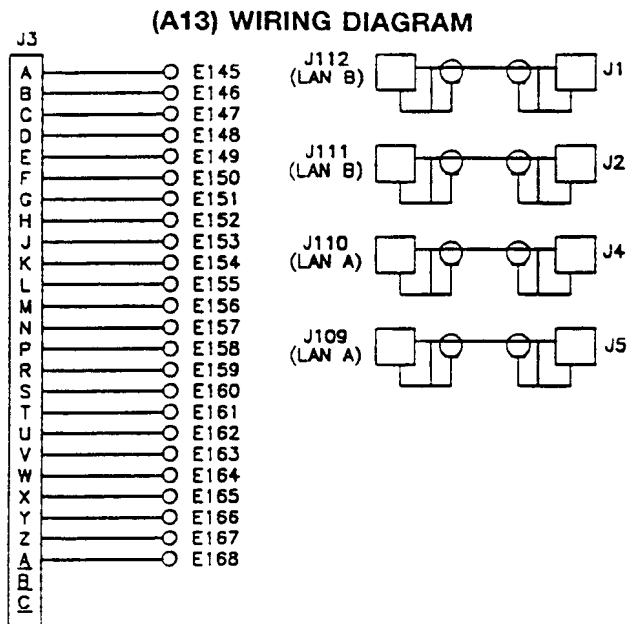 (A13) WIRING DIAGRAM
J3
A E145
B E146
C E147
D E148
E E149
F E150
G E151
H E152
J E153
K E154
L E155
M E156
N E157
P E158
R E159
S E160
T E161
U E162
V E163
W E164
X E165
Y E166
Z E167
A E168
B
C
J112
(LAN B)
J1
J111
(LAN B)
J2
J110
(LAN A)
J4
J109
(LAN A)
J5